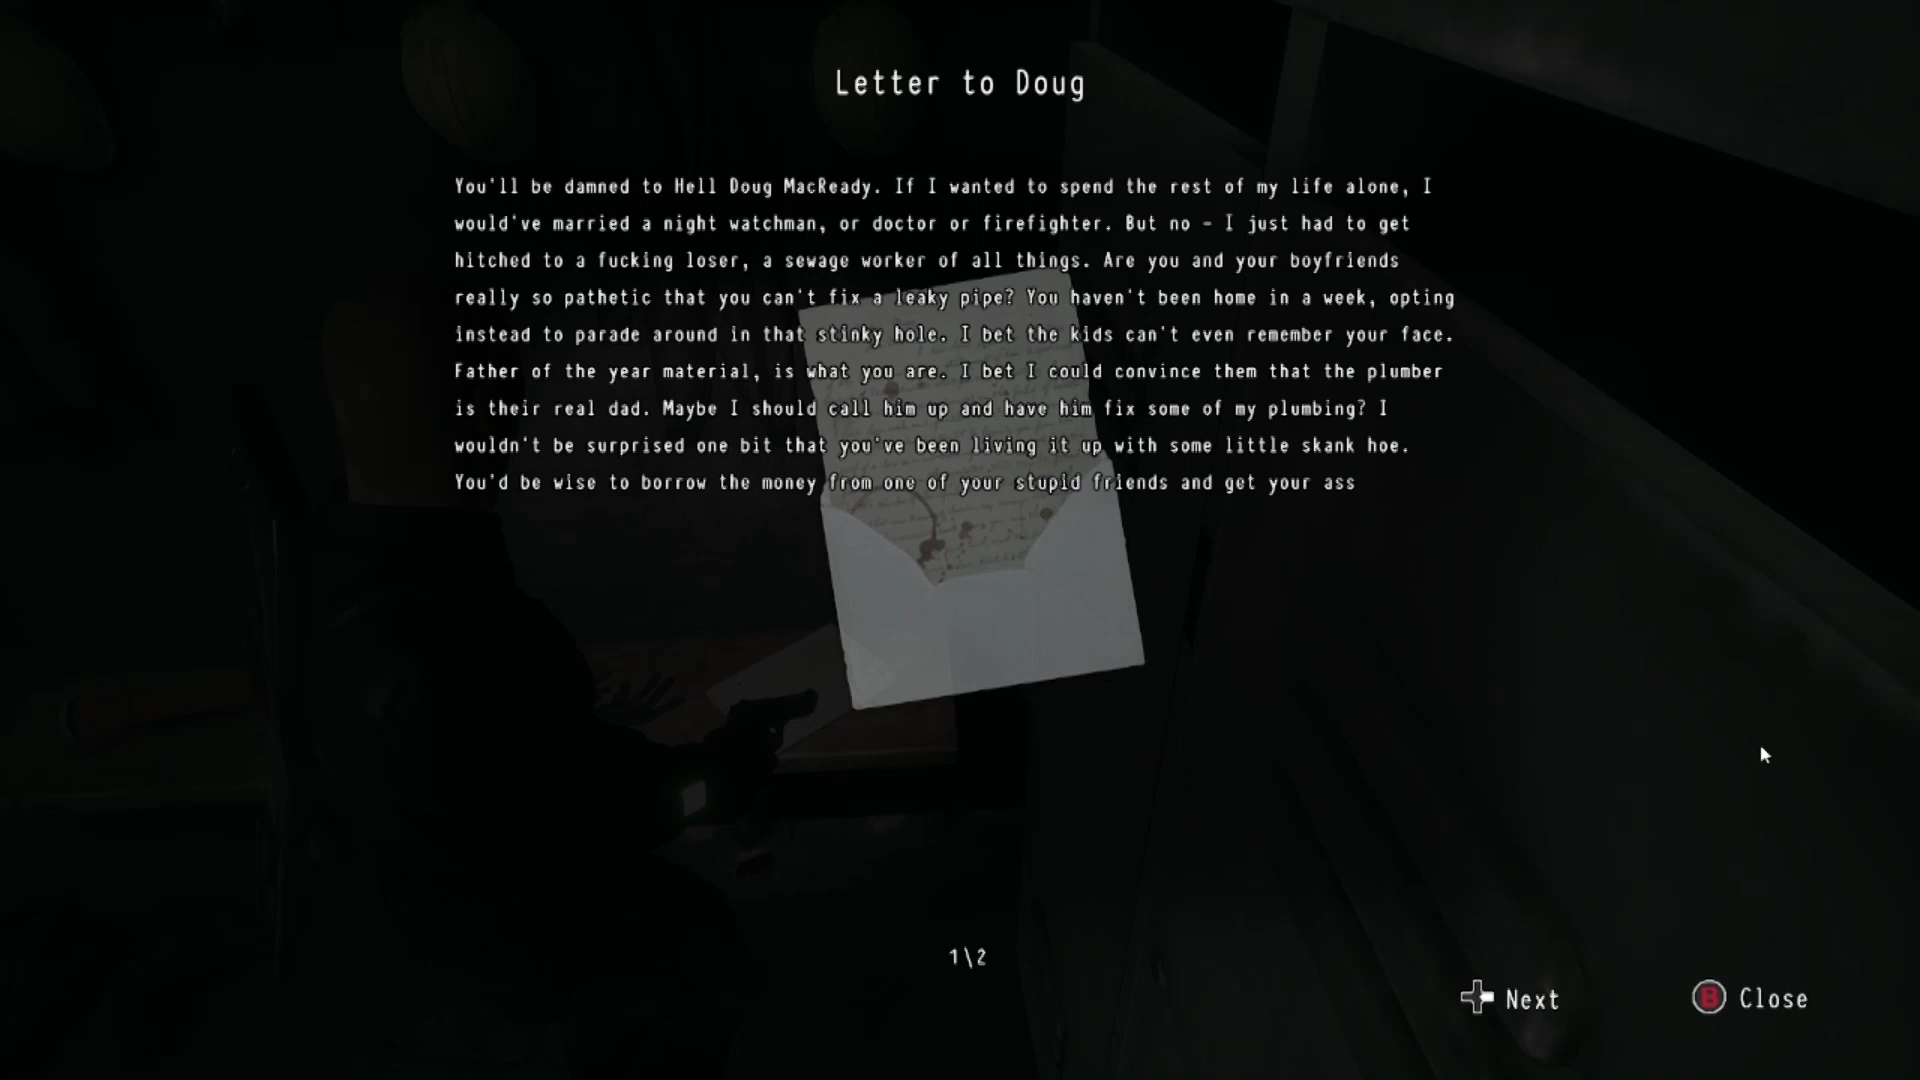 Letter to Doug
You'll be damned to Hell Doug MacReady. If I wanted to spend the rest of my life alone, I
would've married a night watchman, or doctor or firefighter. But no - I just had to get
hitched to a fucking loser, a sewage worker of all things. Are you and your boyfriends
really so pathetic that you can't fix a leaky pipe? You haven't been home in a week, opting
instead to parade around in that stinky hole. I bet the kids can't even remember your face.
Father of the year material, is what you are. I bet I could convince them that the plumber
is their real dad. Maybe I should call him up and have him fix some of my plumbing? I
wouldn't be surprised one bit that you've been living it up with some little skank hoe.
You'd be wise to borrow the money from one of your stupid friends and get your ass
1\2
Next
B Close